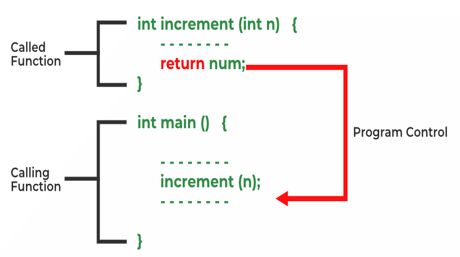 int increment (int n) {
Called
Function
- - - - - - - -
return num;
}
int main () {
Program Control
- - - - - - - -
Calling
Function
increment (n);
- - - - - - - -
}